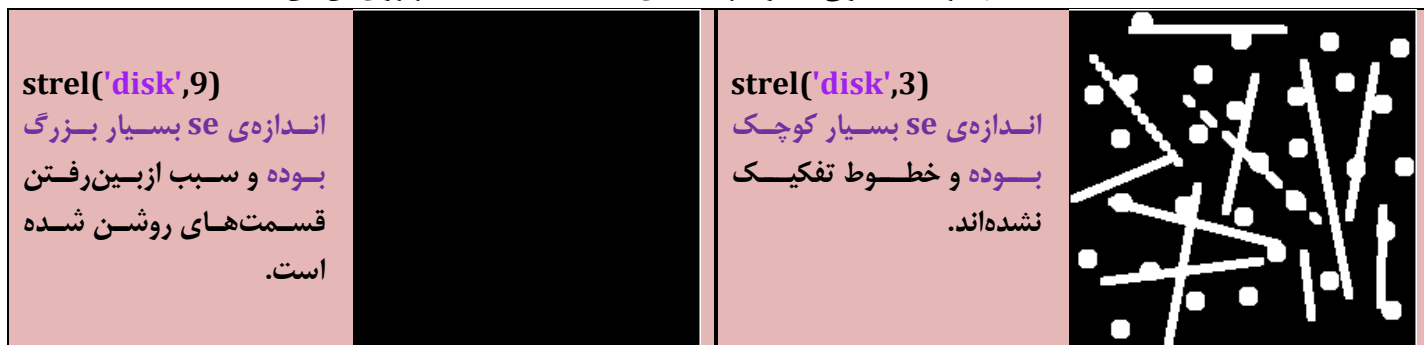 strel('disk',3)
اندازه‌ی se بسیار کوچک
بوده و خطوط تفکیک
نشده‌اند.
strel('disk',9)
اندازه‌ی se بسیار بزرگ
بوده و سبب ازبین‌رفتن
قسمت‌های روشن شده
است.